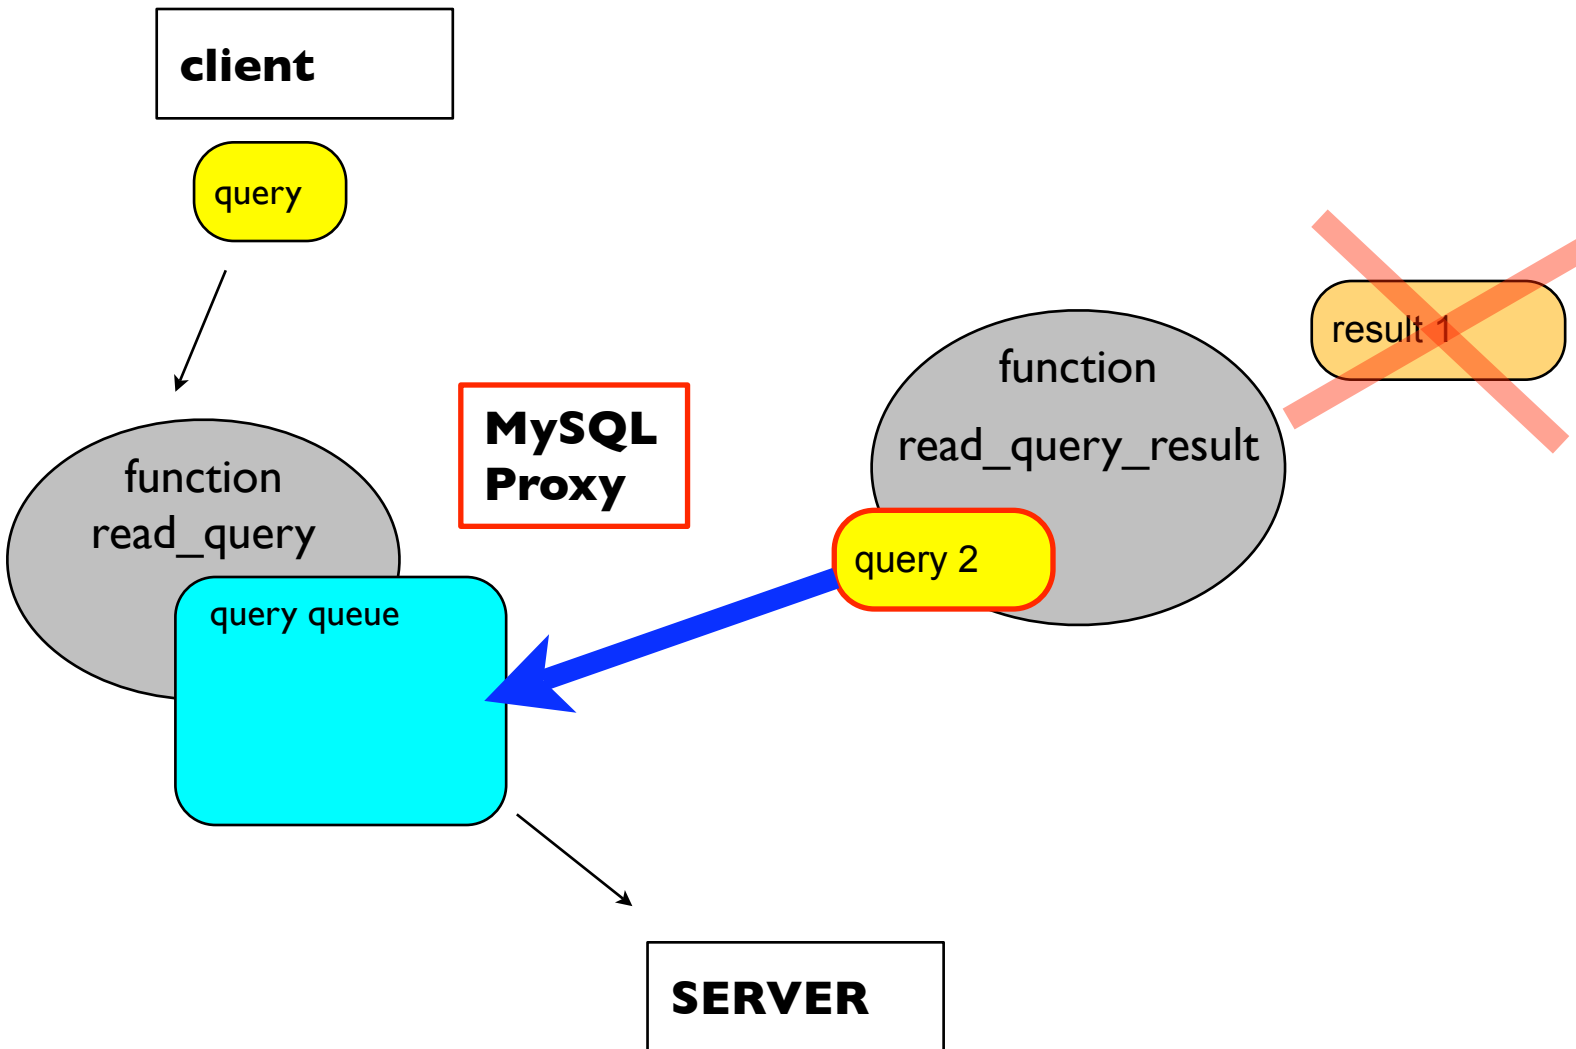 client
query
result 1
function
read_query_result
MySQL
Proxy
function
read_query
query 2
query queue
SERVER